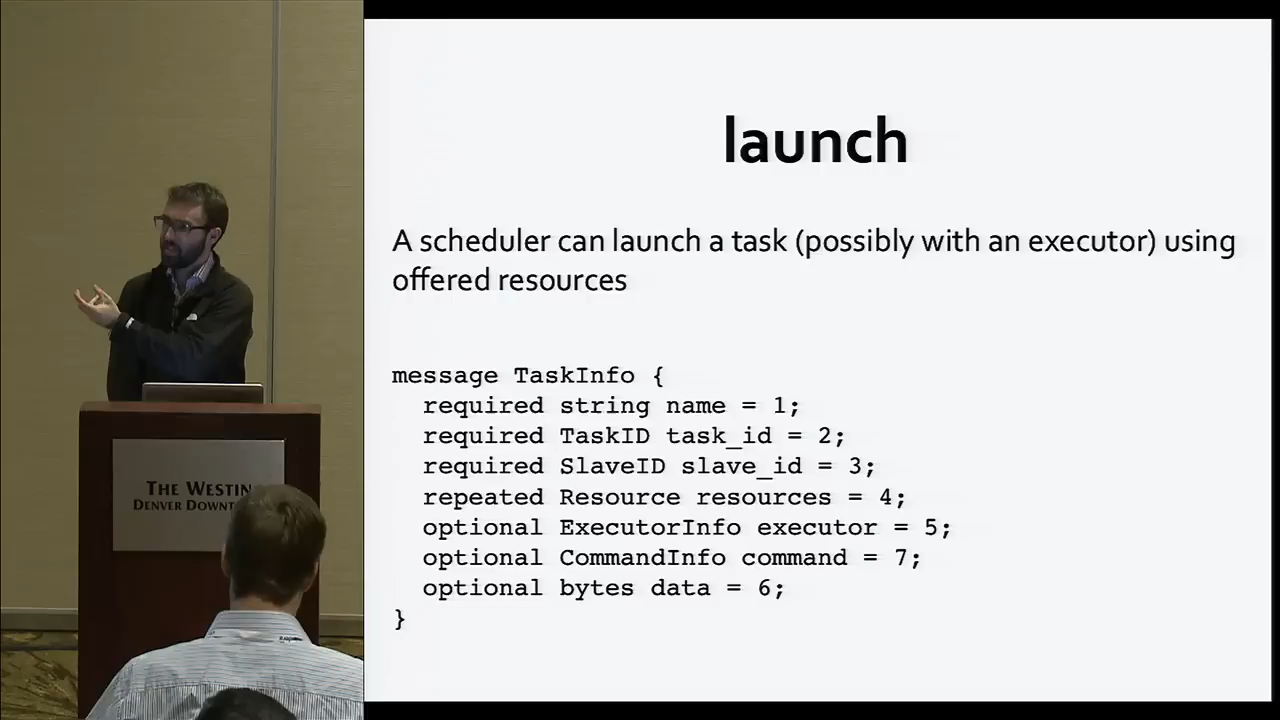 launch
A scheduler can launch a task (possibly with an executor) using
offered resources
message TaskInfo {
  required string name = 1;
  required TaskID task_id = 2;
  required SlaveID slave_id = 3;
  repeated Resource resources = 4;
  optional ExecutorInfo executor = 5;
  optional CommandInfo command = 7;
  optional bytes data = 6;
}
THE WESTIN
DENVER